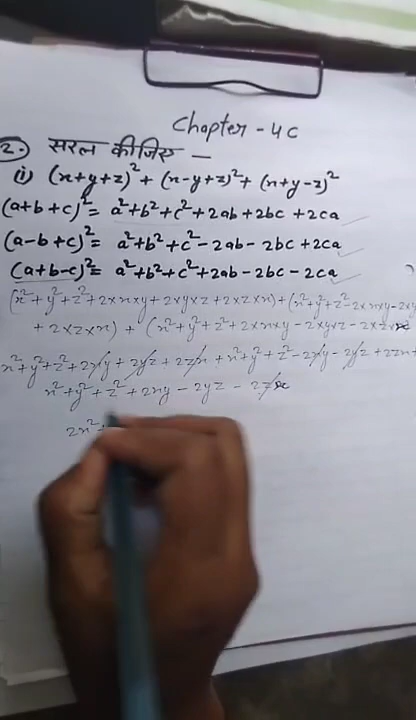 Chapter - 4C
2. सरल कीजिए -
(i) (x+y+z)² + (x-y+z)² + (x+y-z)²
(a+b+c)² = a²+b²+c²+2ab+2bc+2ca
(a-b+c)² = a²+b²+c²-2ab-2bc+2ca
(a+b-c)² = a²+b²+c²+2ab-2bc-2ca
(x²+y²+z²+2×x×y+2×y×z+2×z×x)+(x²+y²+z²-2×x×y-2×y
+2×z×x) + (x²+y²+z²+2×x×y-2×y×z-2×z×x
x²+y²+z²+2xy+2yz+2zx+x²+y²+z²-2xy-2yz+2zx+
x²+y²+z²+2xy-2yz-2zx
2x²+